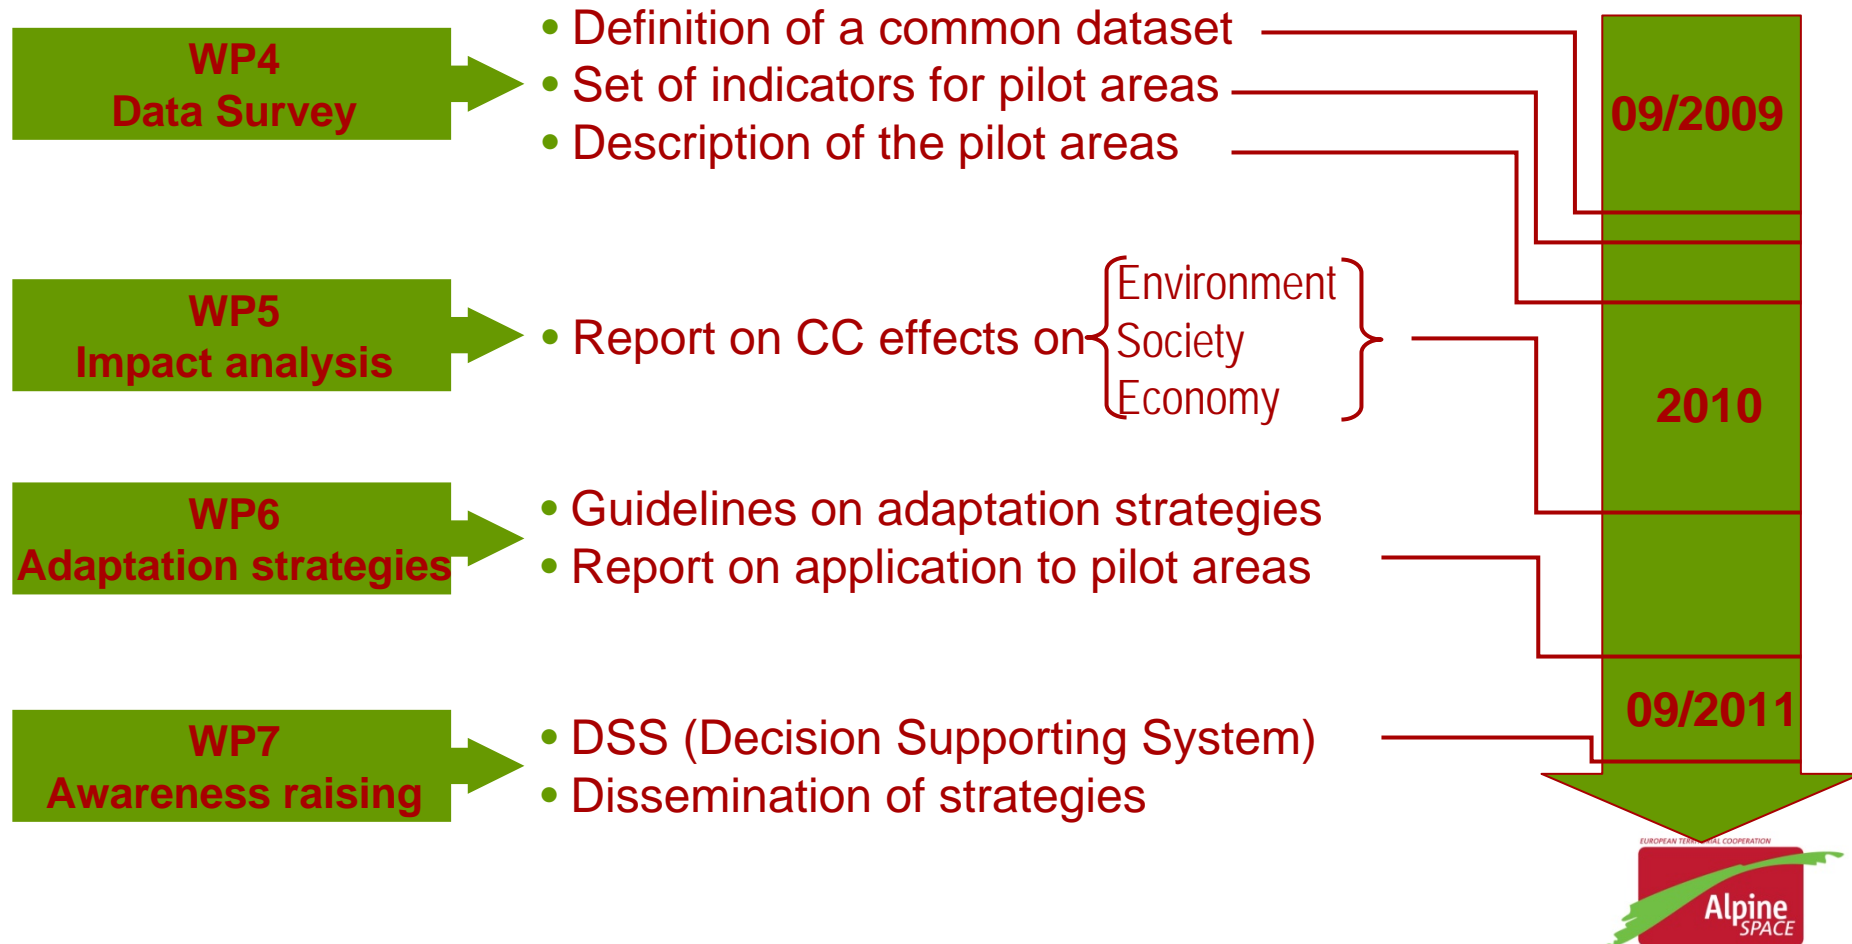 WP4
Data Survey
• Definition of a common dataset
• Set of indicators for pilot areas
• Description of the pilot areas
09/2009
WP5
Impact analysis
• Report on CC effects on
Environment
Society
Economy
2010
WP6
Adaptation strategies
• Guidelines on adaptation strategies
• Report on application to pilot areas
09/2011
WP7
Awareness raising
• DSS (Decision Supporting System)
• Dissemination of strategies
EUROPEAN TERRITORIAL COOPERATION
Alpine
SPACE